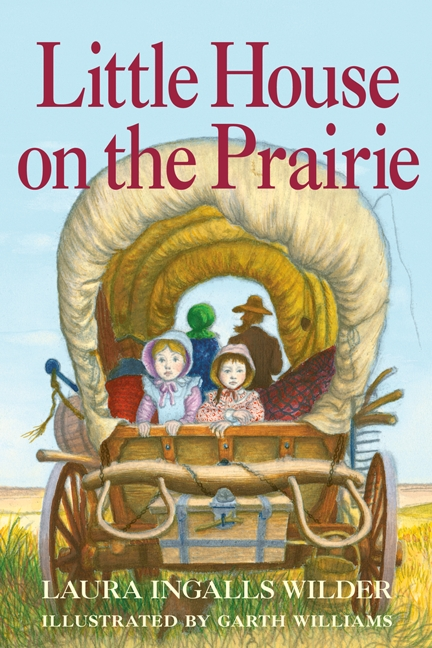 Little House
on the Prairie
LAURA INGALLS WILDER
ILLUSTRATED BY GARTH WILLIAMS